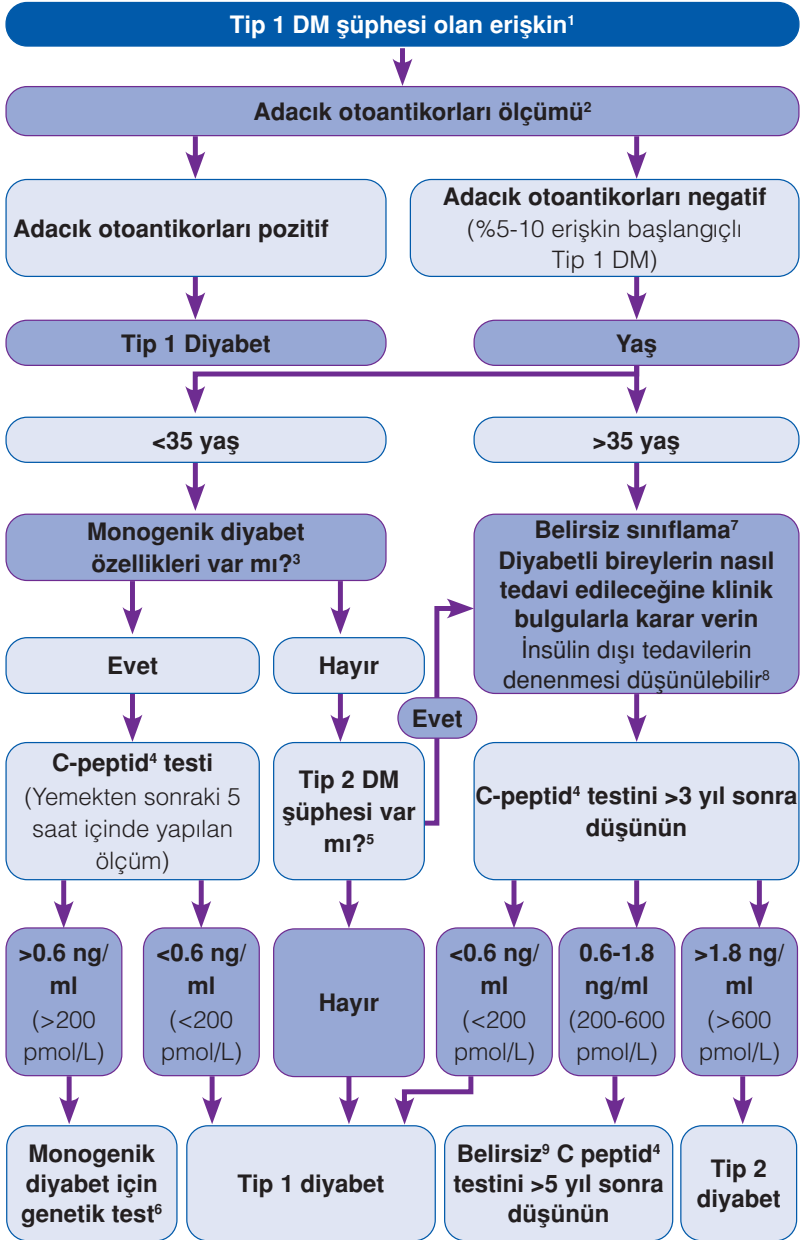 Tip 1 DM şüphesi olan erişkin¹
Adacık otoantikorları ölçümü²
Adacık otoantikorları pozitif
Adacık otoantikorları negatif
(%5-10 erişkin başlangıçlı
Tip 1 DM)
Tip 1 Diyabet
Yaş
<35 yaş
>35 yaş
Monogenik diyabet
özellikleri var mı?³
Belirsiz sınıflama⁷
Diyabetli bireylerin nasıl
tedavi edileceğine klinik
bulgularla karar verin
İnsülin dışı tedavilerin
denenmesi düşünülebilir⁸
Evet
Hayır
Evet
C-peptid⁴ testi
(Yemekten sonraki 5
saat içinde yapılan
ölçüm)
Tip 2 DM
şüphesi var
mı?⁵
C-peptid⁴ testini >3 yıl sonra
düşünün
>0.6 ng/
ml
(>200
pmol/L)
<0.6 ng/
ml
(<200
pmol/L)
Hayır
<0.6 ng/
ml
(<200
pmol/L)
0.6-1.8
ng/ml
(200-600
pmol/L)
>1.8 ng/
ml
(>600
pmol/L)
Monogenik
diyabet için
genetik test⁶
Tip 1 diyabet
Belirsiz⁹ C peptid⁴
testini >5 yıl sonra
düşünün
Tip 2
diyabet